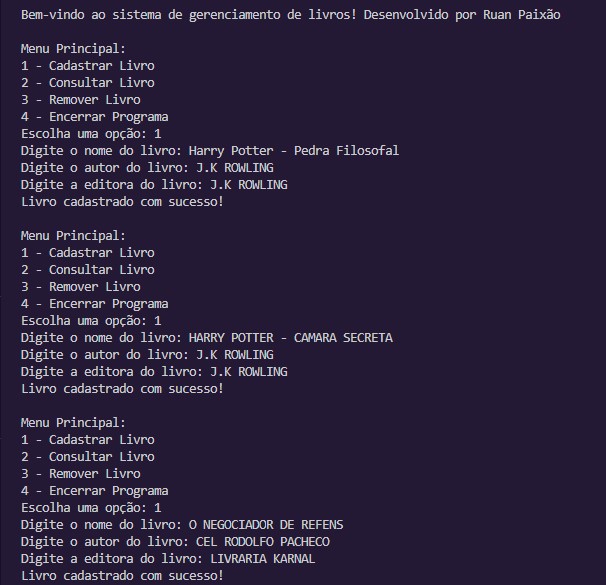 Bem-vindo ao sistema de gerenciamento de livros! Desenvolvido por Ruan Paixão
Menu Principal:
1 - Cadastrar Livro
2 - Consultar Livro
3 - Remover Livro
4 - Encerrar Programa
Escolha uma opção: 1
Digite o nome do livro: Harry Potter - Pedra Filosofal
Digite o autor do livro: J.K ROWLING
Digite a editora do livro: J.K ROWLING
Livro cadastrado com sucesso!
Menu Principal:
1 - Cadastrar Livro
2 - Consultar Livro
3 - Remover Livro
4 - Encerrar Programa
Escolha uma opção: 1
Digite o nome do livro: HARRY POTTER - CAMARA SECRETA
Digite o autor do livro: J.K ROWLING
Digite a editora do livro: J.K ROWLING
Livro cadastrado com sucesso!
Menu Principal:
1 - Cadastrar Livro
2 - Consultar Livro
3 - Remover Livro
4 - Encerrar Programa
Escolha uma opção: 1
Digite o nome do livro: O NEGOCIADOR DE REFENS
Digite o autor do livro: CEL RODOLFO PACHECO
Digite a editora do livro: LIVRARIA KARNAL
Livro cadastrado com sucesso!